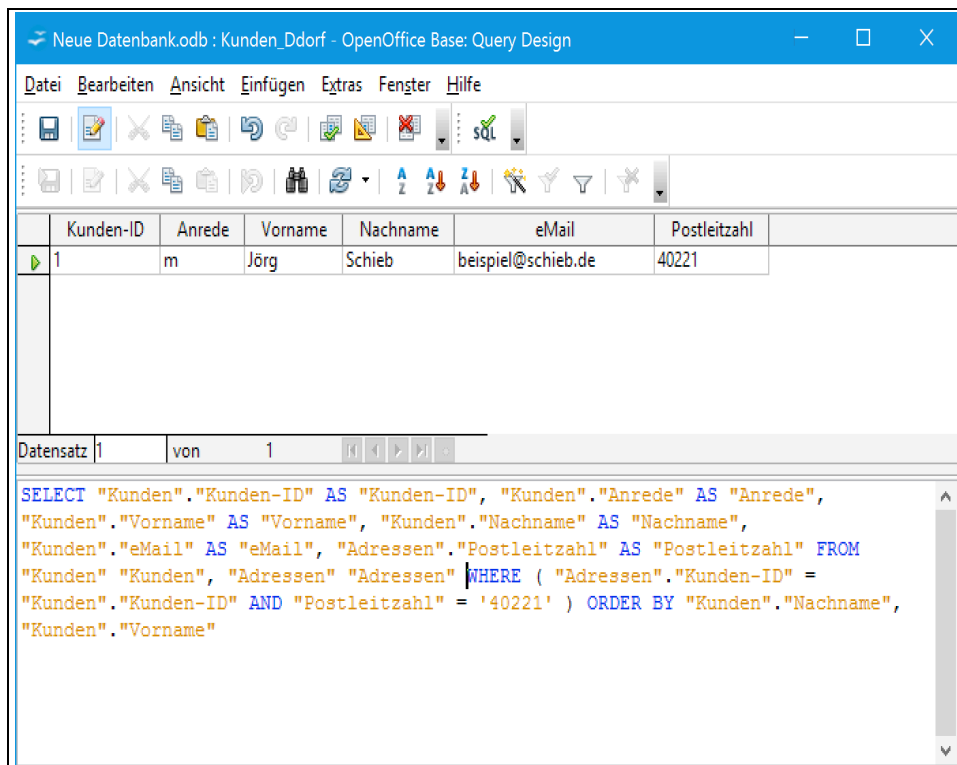 Neue Datenbank.odb : Kunden_Ddorf - OpenOffice Base: Query Design
Datei Bearbeiten Ansicht Einfügen Extras Fenster Hilfe
SQL
A Z A Z Z A
Kunden-ID Anrede Vorname Nachname eMail Postleitzahl
1 m Jörg Schieb beispiel@schieb.de 40221
Datensatz 1 von 1
SELECT "Kunden"."Kunden-ID" AS "Kunden-ID", "Kunden"."Anrede" AS "Anrede",
"Kunden"."Vorname" AS "Vorname", "Kunden"."Nachname" AS "Nachname",
"Kunden"."eMail" AS "eMail", "Adressen"."Postleitzahl" AS "Postleitzahl" FROM
"Kunden" "Kunden", "Adressen" "Adressen" WHERE ( "Adressen"."Kunden-ID" =
"Kunden"."Kunden-ID" AND "Postleitzahl" = '40221' ) ORDER BY "Kunden"."Nachname",
"Kunden"."Vorname"